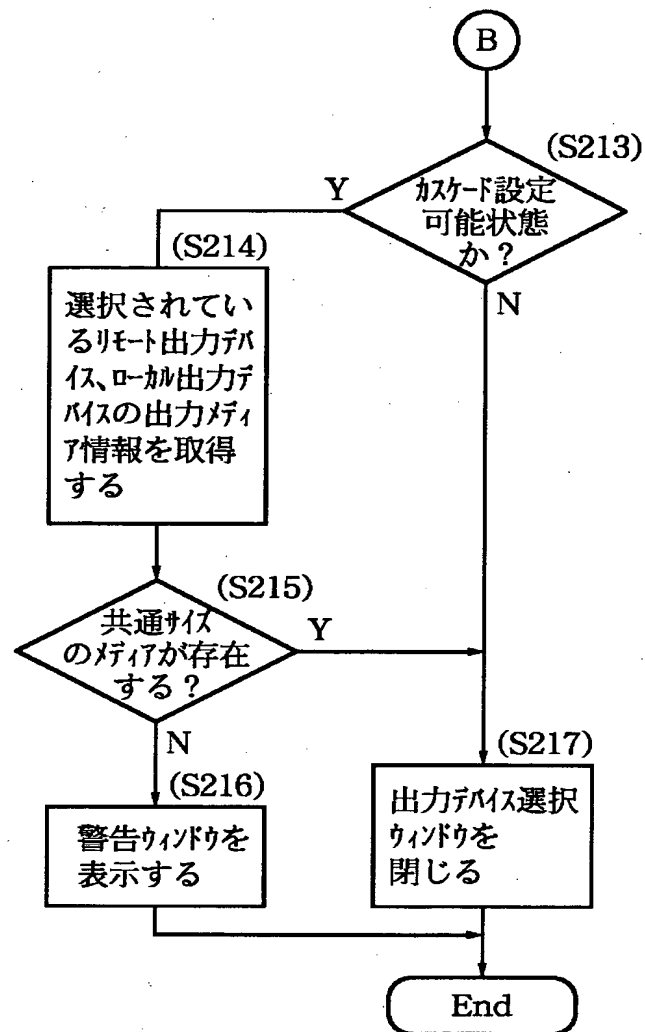 B
(S213)
ｶｽｹｰﾄﾞ設定
可能状態
か？
Y
N
(S214)
選択されてい
るﾘﾓｰﾄ出力ﾃﾞﾊﾞ
ｲｽ､ﾛｰｶﾙ出力ﾃﾞ
ﾊﾞｲｽの出力ﾒﾃﾞｨ
ｱ情報を取得
する
(S215)
共通ｻｲｽﾞ
のﾒﾃﾞｨｱが存在
する？
Y
N
(S216)
警告ｳｨﾝﾄﾞｳを
表示する
(S217)
出力ﾃﾞﾊﾞｲｽ選択
ｳｨﾝﾄﾞｳを
閉じる
End